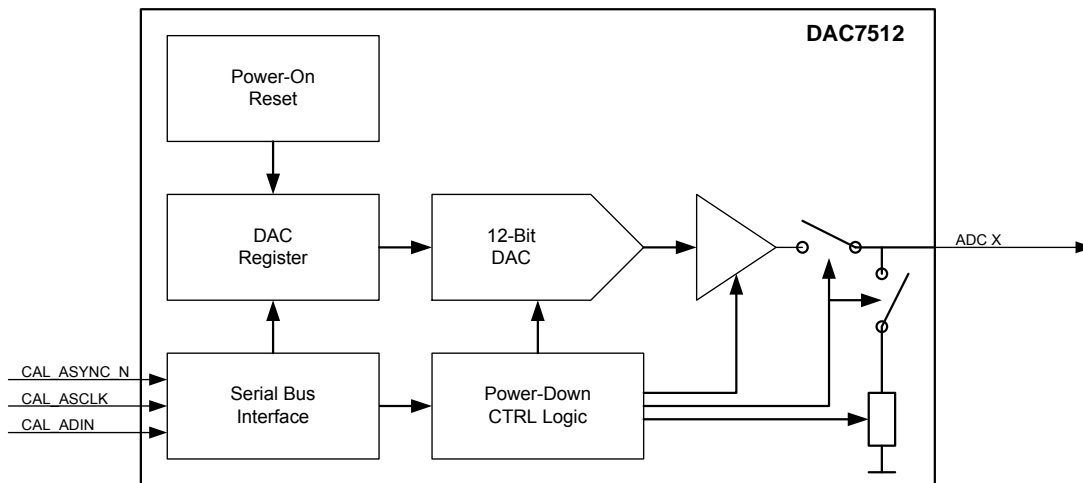 DAC7512
Power-On
Reset
DAC
Register
12-Bit
DAC
ADC X
CAL_ASYNC_N
CAL_ASCLK
CAL_ADIN
Serial Bus
Interface
Power-Down
CTRL Logic